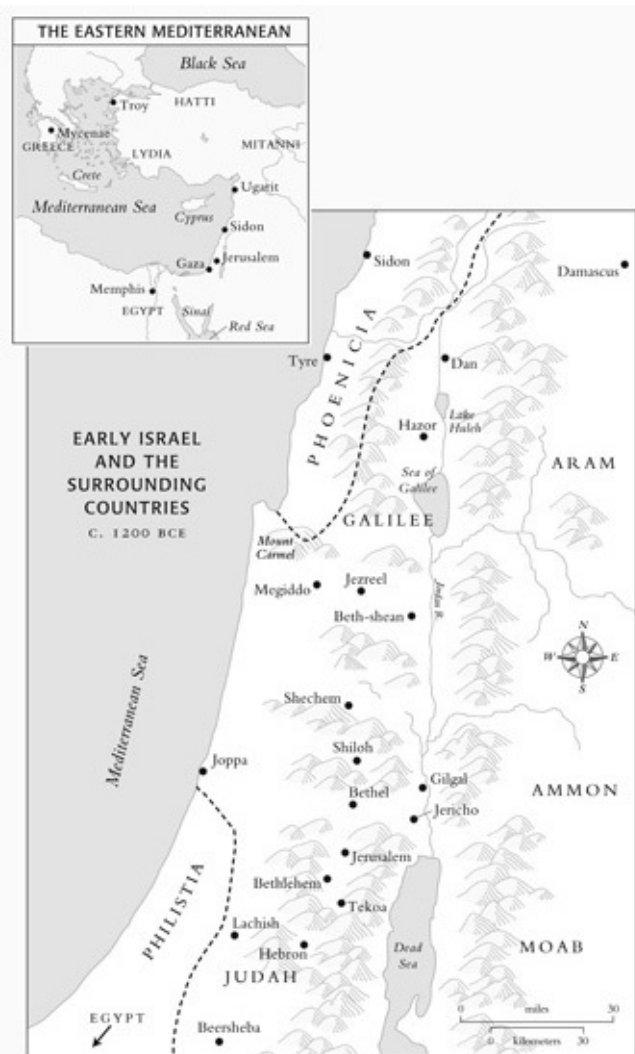 THE EASTERN MEDITERRANEAN
Black Sea
Troy
HATTI
Mycenae
GREECE
LYDIA
MITANNI
Crete
Ugarit
Mediterranean Sea
Cyprus
Sidon
Jerusalem
Gaza
Memphis
EGYPT
Sinai
Red Sea
Sidon
Damascus
Tyre
Dan
PHOENICIA
Lake
Huleh
Hazor
EARLY ISRAEL
AND THE
SURROUNDING
COUNTRIES
C. 1200 BCE
Sea of
Galilee
ARAM
GALILEE
Mount
Carmel
Megiddo
Jezreel
Jordan R.
Beth-shean
N
W
E
S
Mediterranean Sea
Shechem
Shiloh
Joppa
Gilgal
Bethel
AMMON
Jericho
Jerusalem
PHILISTIA
Bethlehem
Tekoa
Lachish
Hebron
Dead
Sea
MOAB
JUDAH
EGYPT
0 miles 30
Beersheba
0 kilometers 30